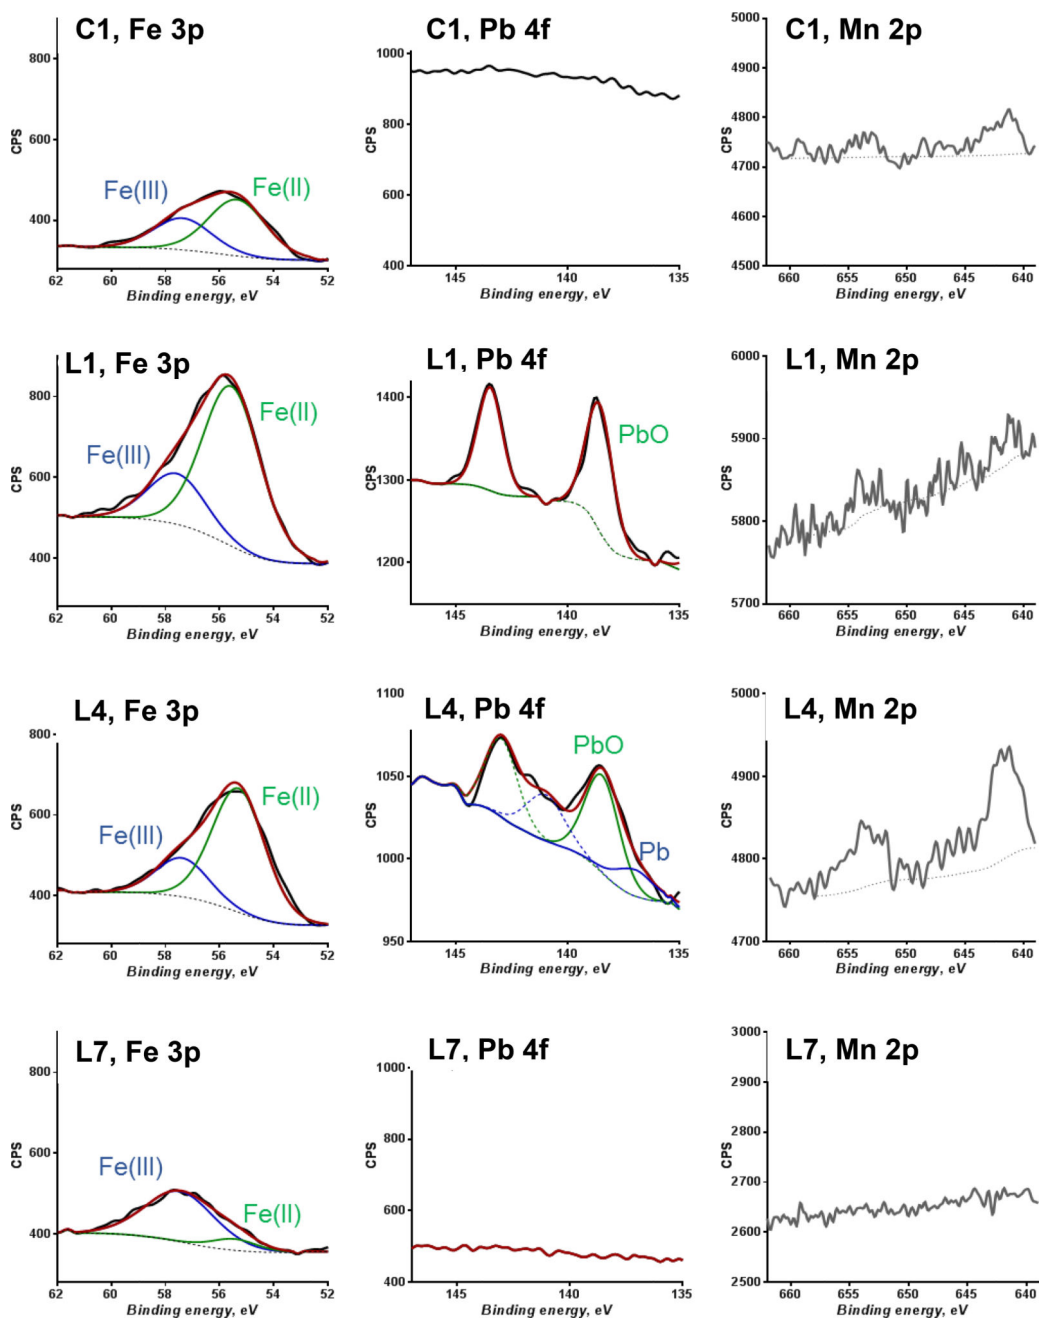 C1, Fe 3p
800
600
400
CPS
Fe(III)
Fe(II)
62 60 58 56 54 52
Binding energy, eV
C1, Pb 4f
1000
800
600
400
CPS
145 140 135
Binding energy, eV
C1, Mn 2p
5000
4900
4800
4700
4600
4500
CPS
660 655 650 645 640
Binding energy, eV
L1, Fe 3p
800
600
400
CPS
Fe(III)
Fe(II)
62 60 58 56 54 52
Binding energy, eV
L1, Pb 4f
1400
1300
1200
CPS
PbO
145 140 135
Binding energy, eV
L1, Mn 2p
6000
5900
5800
5700
CPS
660 655 650 645 640
Binding energy, eV
L4, Fe 3p
800
600
400
CPS
Fe(III)
Fe(II)
62 60 58 56 54 52
Binding energy, eV
L4, Pb 4f
1100
1050
1000
950
CPS
PbO
Pb
145 140 135
Binding energy, eV
L4, Mn 2p
5000
4900
4800
4700
CPS
660 655 650 645 640
Binding energy, eV
L7, Fe 3p
800
600
400
CPS
Fe(III)
Fe(II)
62 60 58 56 54 52
Binding energy, eV
L7, Pb 4f
1000
800
600
400
CPS
145 140 135
Binding energy, eV
L7, Mn 2p
3000
2900
2800
2700
2600
2500
CPS
660 655 650 645 640
Binding energy, eV